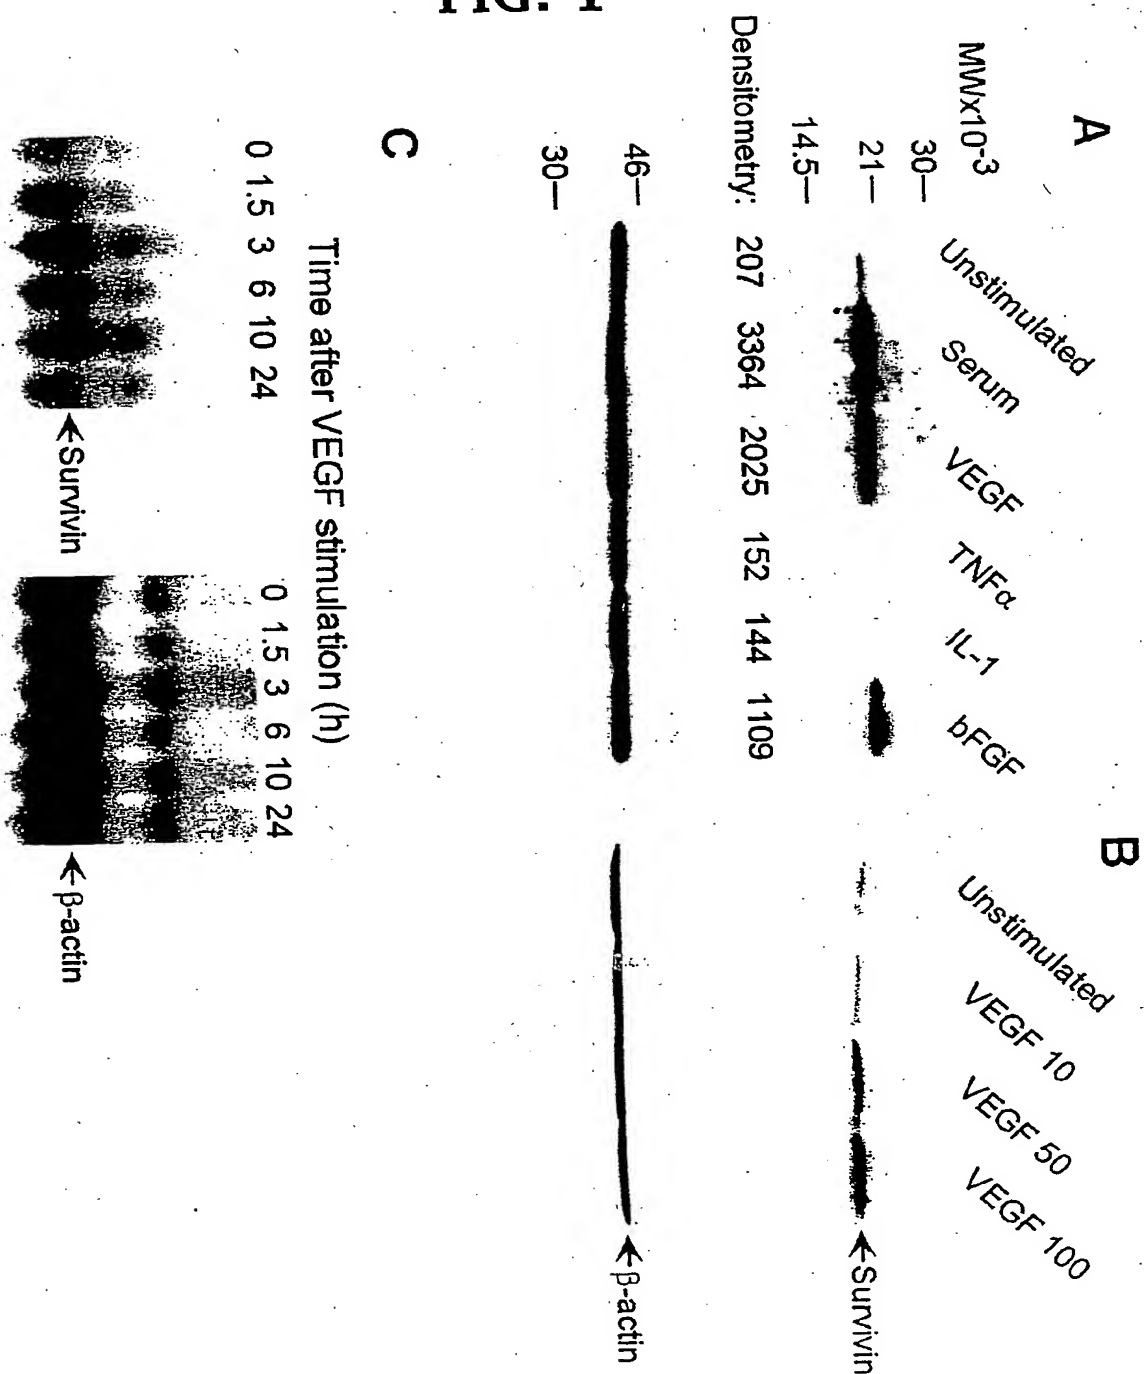 FIG. 1
A
MWx10-3
Unstimulated
Serum
VEGF
TNFα
IL-1
bFGF
30—
21—
14.5—
Densitometry: 207 3364 2025 152 144 1109
46—
30—
B
Unstimulated
VEGF 10
VEGF 50
VEGF 100
Survivin
β-actin
C
Time after VEGF stimulation (h)
0 1.5 3 6 10 24
0 1.5 3 6 10 24
Survivin
β-actin